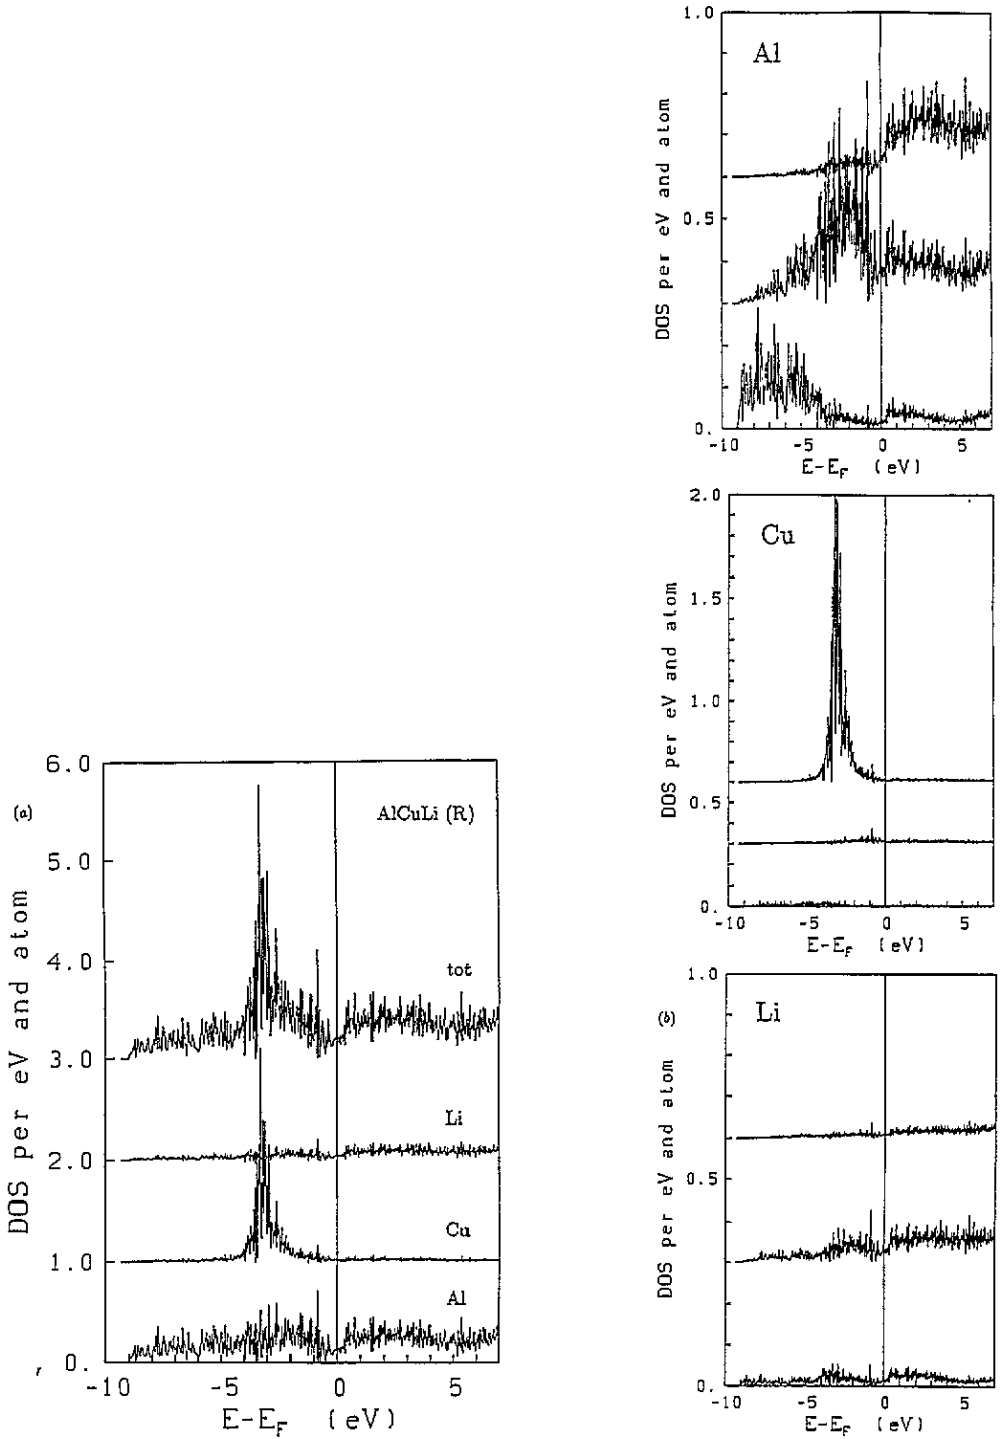 1.0
Al
0.5
0.
DOS per eV and atom
-10
-5
0
5
E-E_F (eV)
2.0
Cu
1.5
1.0
0.5
0.
DOS per eV and atom
-10
-5
0
5
E-E_F (eV)
6.0
(a)
AlCuLi (R)
5.0
4.0
tot
3.0
Li
2.0
Cu
1.0
Al
0.
DOS per eV and atom
-10
-5
0
5
E-E_F (eV)
1.0
(b)
Li
0.5
0.
DOS per eV and atom
-10
-5
0
5
E-E_F (eV)